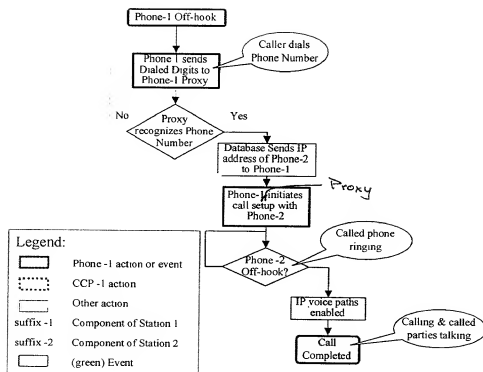 Phone-1 Off-hook
Phone 1 sends
Dialed Digits to
Phone-1 Proxy
Caller dials
Phone Number
No
Proxy
recognizes Phone
Number
Yes
Database Sends IP
address of Phone-2
to Phone-1
Phone-1 initiates
call setup with
Phone-2
Proxy
Phone -2
Off-hook?
Called phone
ringing
IP voice paths
enabled
Call
Completed
Calling & called
parties talking
Legend:
Phone -1 action or event
CCP -1 action
Other action
suffix -1 Component of Station 1
suffix -2 Component of Station 2
(green) Event